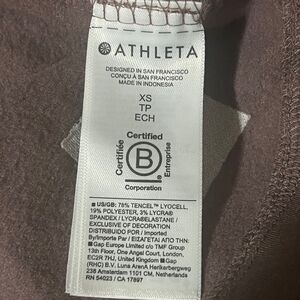 ATHLETA
DESIGNED IN SAN FRANCISCO
CONÇU À SAN FRANCISCO
MADE IN INDONESIA
XS
TP
ECH
Certified
Certifiée
B
Entreprise
Corporation
US/GB: 78% TENCEL™ LYOCELL,
19% POLYESTER, 3% LYCRA®
SPANDEX / LYCRA®ELASTANE /
EXCLUSIVE OF DECORATION
DISTRIBUIDO POR / Imported
By/Importe Par / ΕΙΣΑΓΕΤΑΙ ΑΠΟ ΤΗΝ:
Gap Europe Limited c/o TMF Group
13th Floor, One Angel Court, London,
EC2R 7HJ, United Kingdom Gap
(RHC) B.V. Luna ArenA Herikerbergweg
238 Amsterdam 1101 CM, Netherlands
RN 54023 / CA 17897